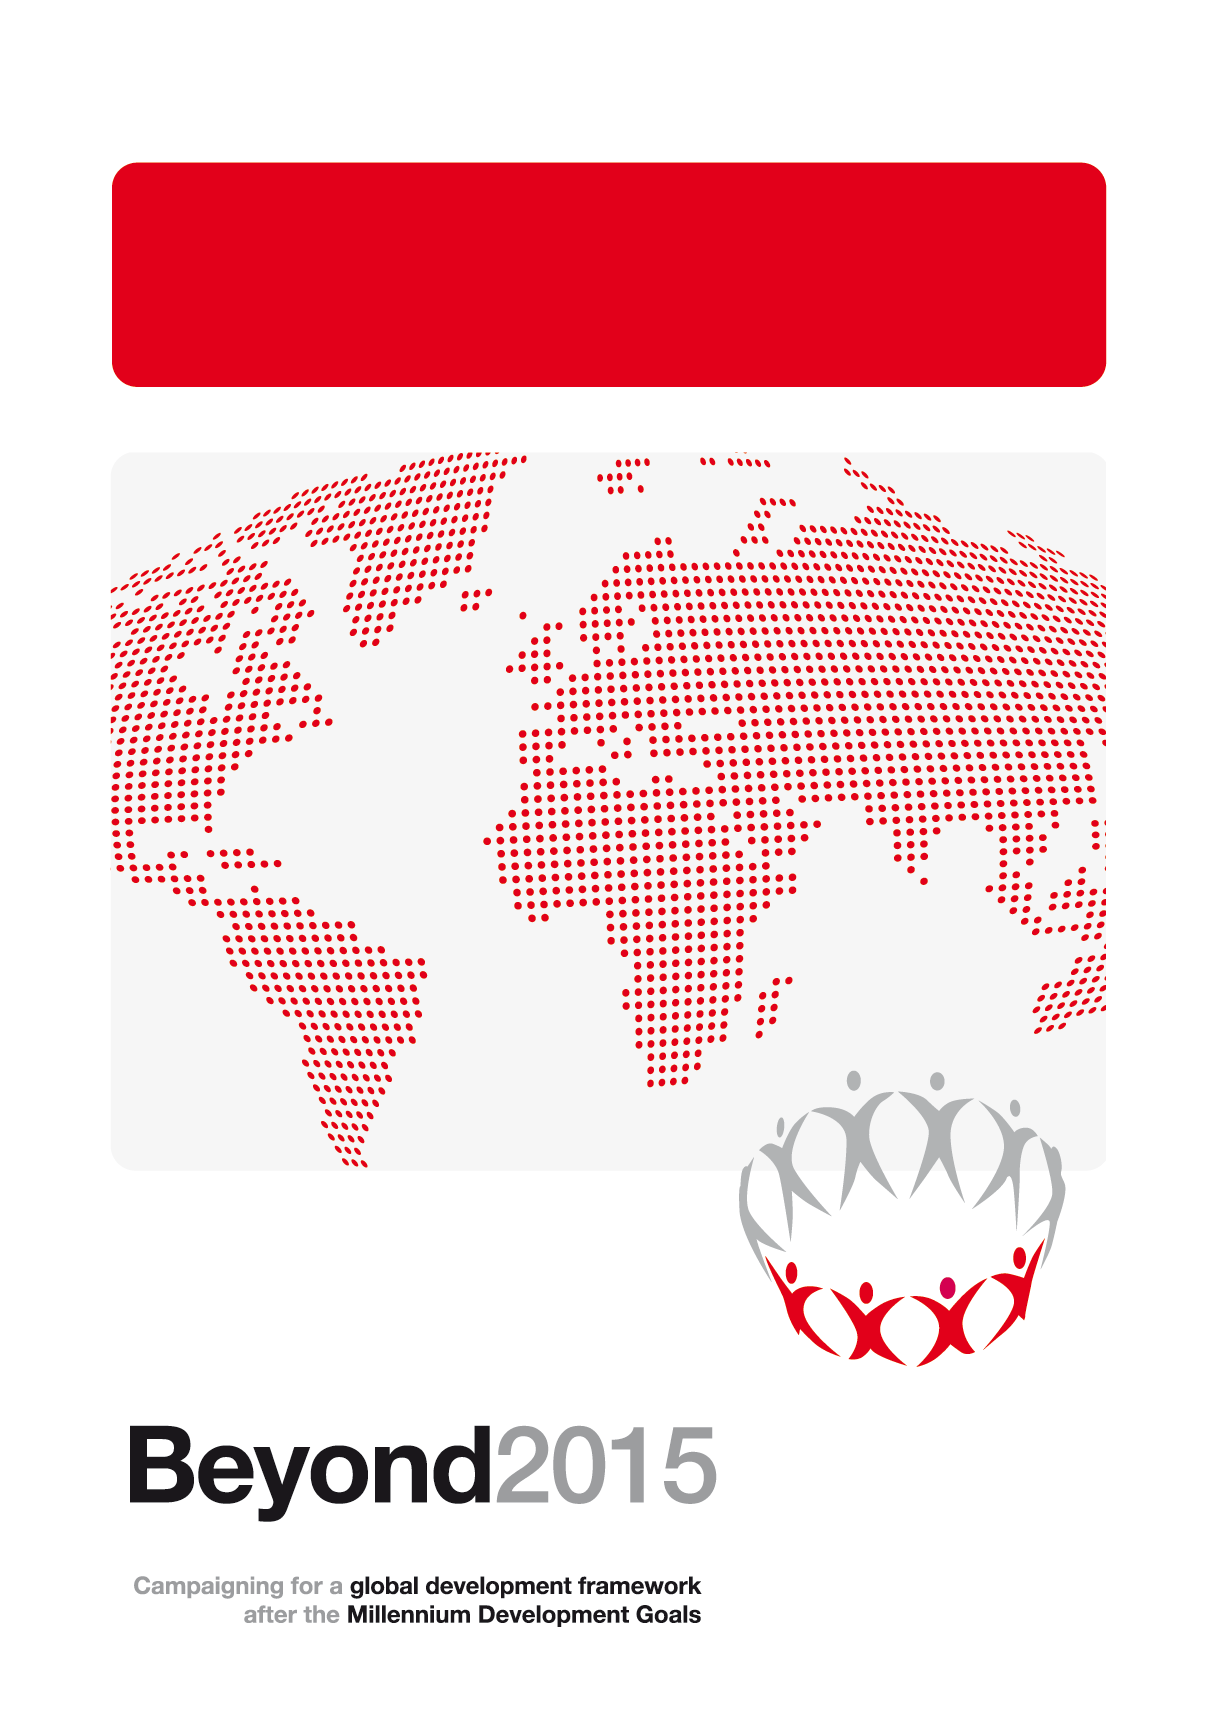 Beyond2015
Campaigning for a global development framework
after the Millennium Development Goals